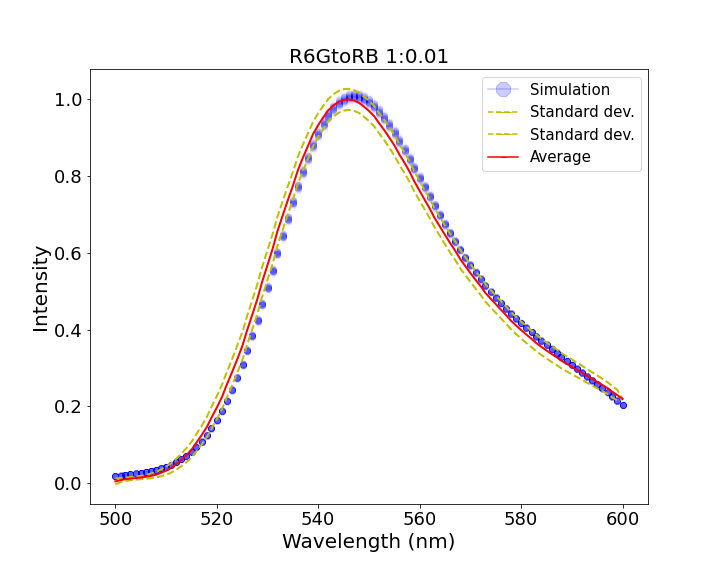 R6GtoRB 1:0.01
Simulation
Standard dev.
Standard dev.
Average
Intensity
1.0
0.8
0.6
0.4
0.2
0.0
500 520 540 560 580 600
Wavelength (nm)